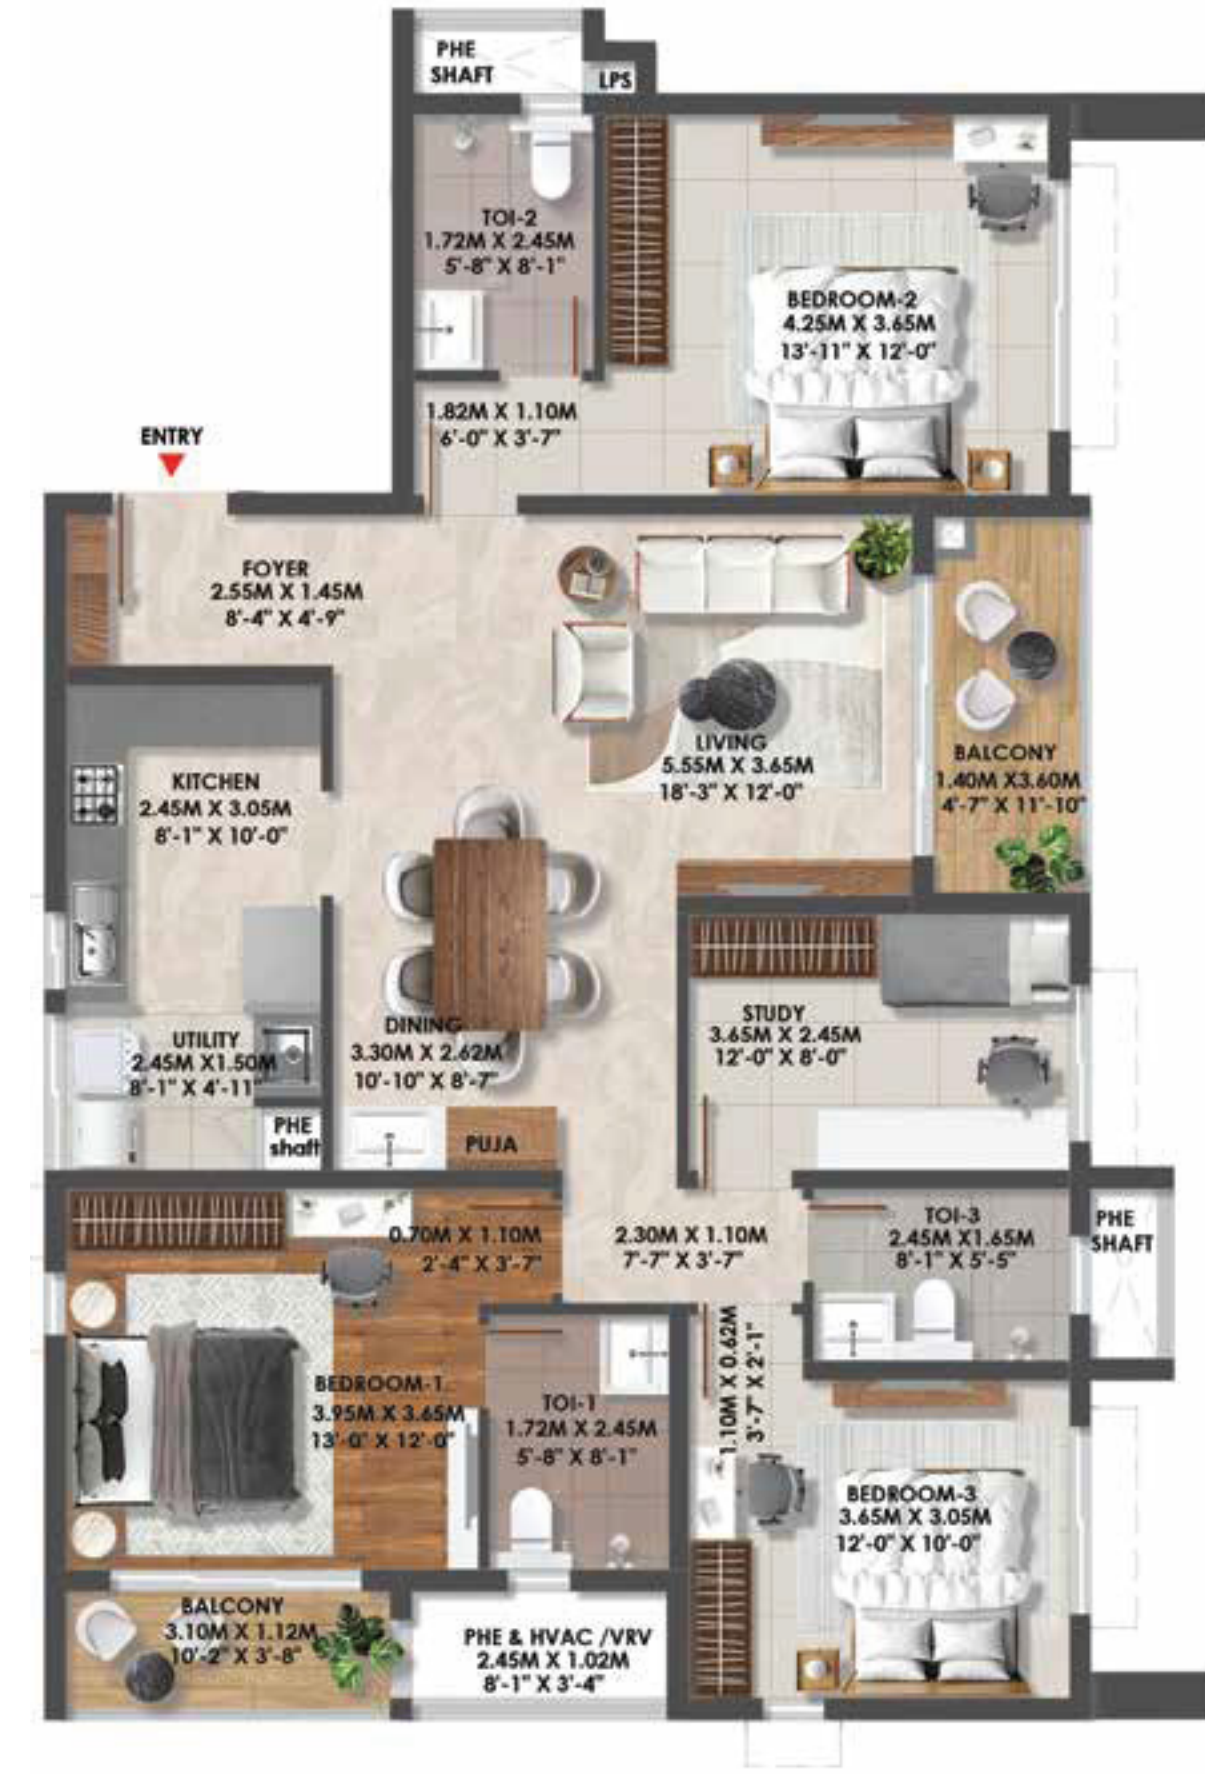 PHE
SHAFT
LPS
TOI-2
1.72M X 2.45M
5'-8" X 8'-1"
BEDROOM-2
4.25M X 3.65M
13'-11" X 12'-0"
1.82M X 1.10M
6'-0" X 3'-7"
ENTRY
FOYER
2.55M X 1.45M
8'-4" X 4'-9"
LIVING
5.55M X 3.65M
18'-3" X 12'-0"
BALCONY
1.40M X3.60M
4'-7" X 11'-10"
KITCHEN
2.45M X 3.05M
8'-1" X 10'-0"
STUDY
3.65M X 2.45M
12'-0" X 8'-0"
DINING
3.30M X 2.62M
10'-10" X 8'-7"
UTILITY
2.45M X1.50M
8'-1" X 4'-11"
PHE
shaft
PUJA
0.70M X 1.10M
2'-4" X 3'-7"
2.30M X 1.10M
7'-7" X 3'-7"
TOI-3
2.45M X1.65M
8'-1" X 5'-5"
PHE
SHAFT
1.10M X 0.62M
3'-7" X 2'-1"
BEDROOM-1
3.95M X 3.65M
13'-0" X 12'-0"
TOI-1
1.72M X 2.45M
5'-8" X 8'-1"
BEDROOM-3
3.65M X 3.05M
12'-0" X 10'-0"
BALCONY
3.10M X 1.12M
10'-2" X 3'-8"
PHE & HVAC /VRV
2.45M X 1.02M
8'-1" X 3'-4"